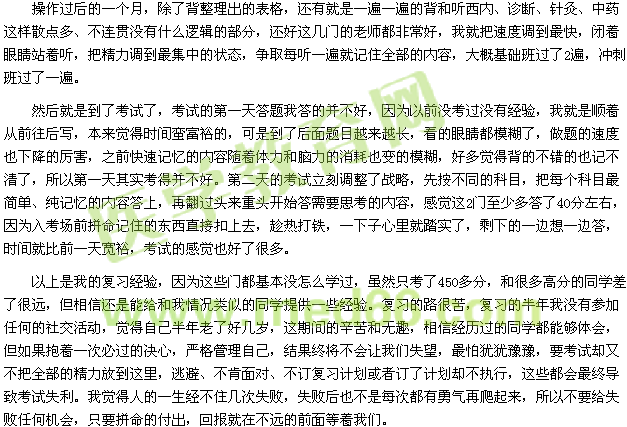 操作过后的一个月，除了背整理出的表格，还有就是一遍一遍的背和听西内、诊断、针灸、中药
这样散点多、不连贯没有什么逻辑的部分，还好这几门的老师都非常好，我就把速度调到最快，闭着
眼睛站着听，把精力调到最集中的状态，争取每听一遍就记住全部的内容，大概基础班过了2遍，冲刺
班过了一遍。
然后就是到了考试了，考试的第一天答题我答的并不好，因为以前没考过没有经验，我就是顺着
从前往后写，本来觉得时间蛮富裕的，可是到了后面题目越来越长，看的眼睛都模糊了，做题的速度
也下降的厉害，之前快速记忆的内容随着体力和脑力的消耗也变的模糊，好多觉得背的不错的也记不
清了，所以第一天其实考得并不好。第二天的考试立刻调整了战略，先按不同的科目，把每个科目最
简单、纯记忆的内容答上，再翻过头来重头开始答需要思考的内容，感觉这2门至少多答了40分左右，
因为入考场前拼命记住的东西直接扣上去，趁热打铁，一下子心里就踏实了，剩下的一边想一边答，
时间就比前一天宽裕，考试的感觉也好了很多。
以上是我的复习经验，因为这些门都基本没怎么学过，虽然只考了450多分，和很多高分的同学差
了很远，但相信还是能给和我情况类似的同学提供一些经验。复习的路很苦，复习的半年我没有参加
任何的社交活动，觉得自己半年老了好几岁，这期间的辛苦和无趣，相信经历过的同学都能够体会，
但如果抱着一次必过的决心，严格管理自己，结果终将不会让我们失望，最怕犹犹豫豫，要考试却又
不把全部的精力放到这里，逃避、不肯面对、不订复习计划或者订了计划却不执行，这些都会最终导
致考试失利。我觉得人的一生经不住几次失败，失败后也不是每次都有勇气再爬起来，所以不要给失
败任何机会，只要拼命的付出，回报就在不远的前面等着我们。
医学教育网
www.med66.com